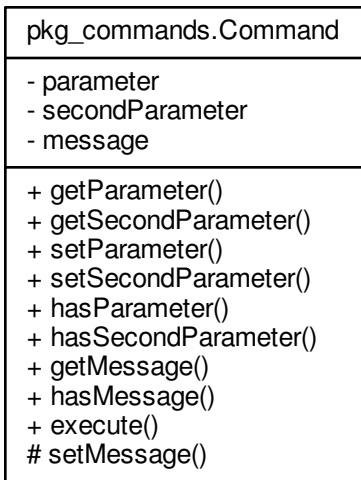 pkg_commands.Command
- parameter
- secondParameter
- message
+ getParameter()
+ getSecondParameter()
+ setParameter()
+ setSecondParameter()
+ hasParameter()
+ hasSecondParameter()
+ getMessage()
+ hasMessage()
+ execute()
# setMessage()